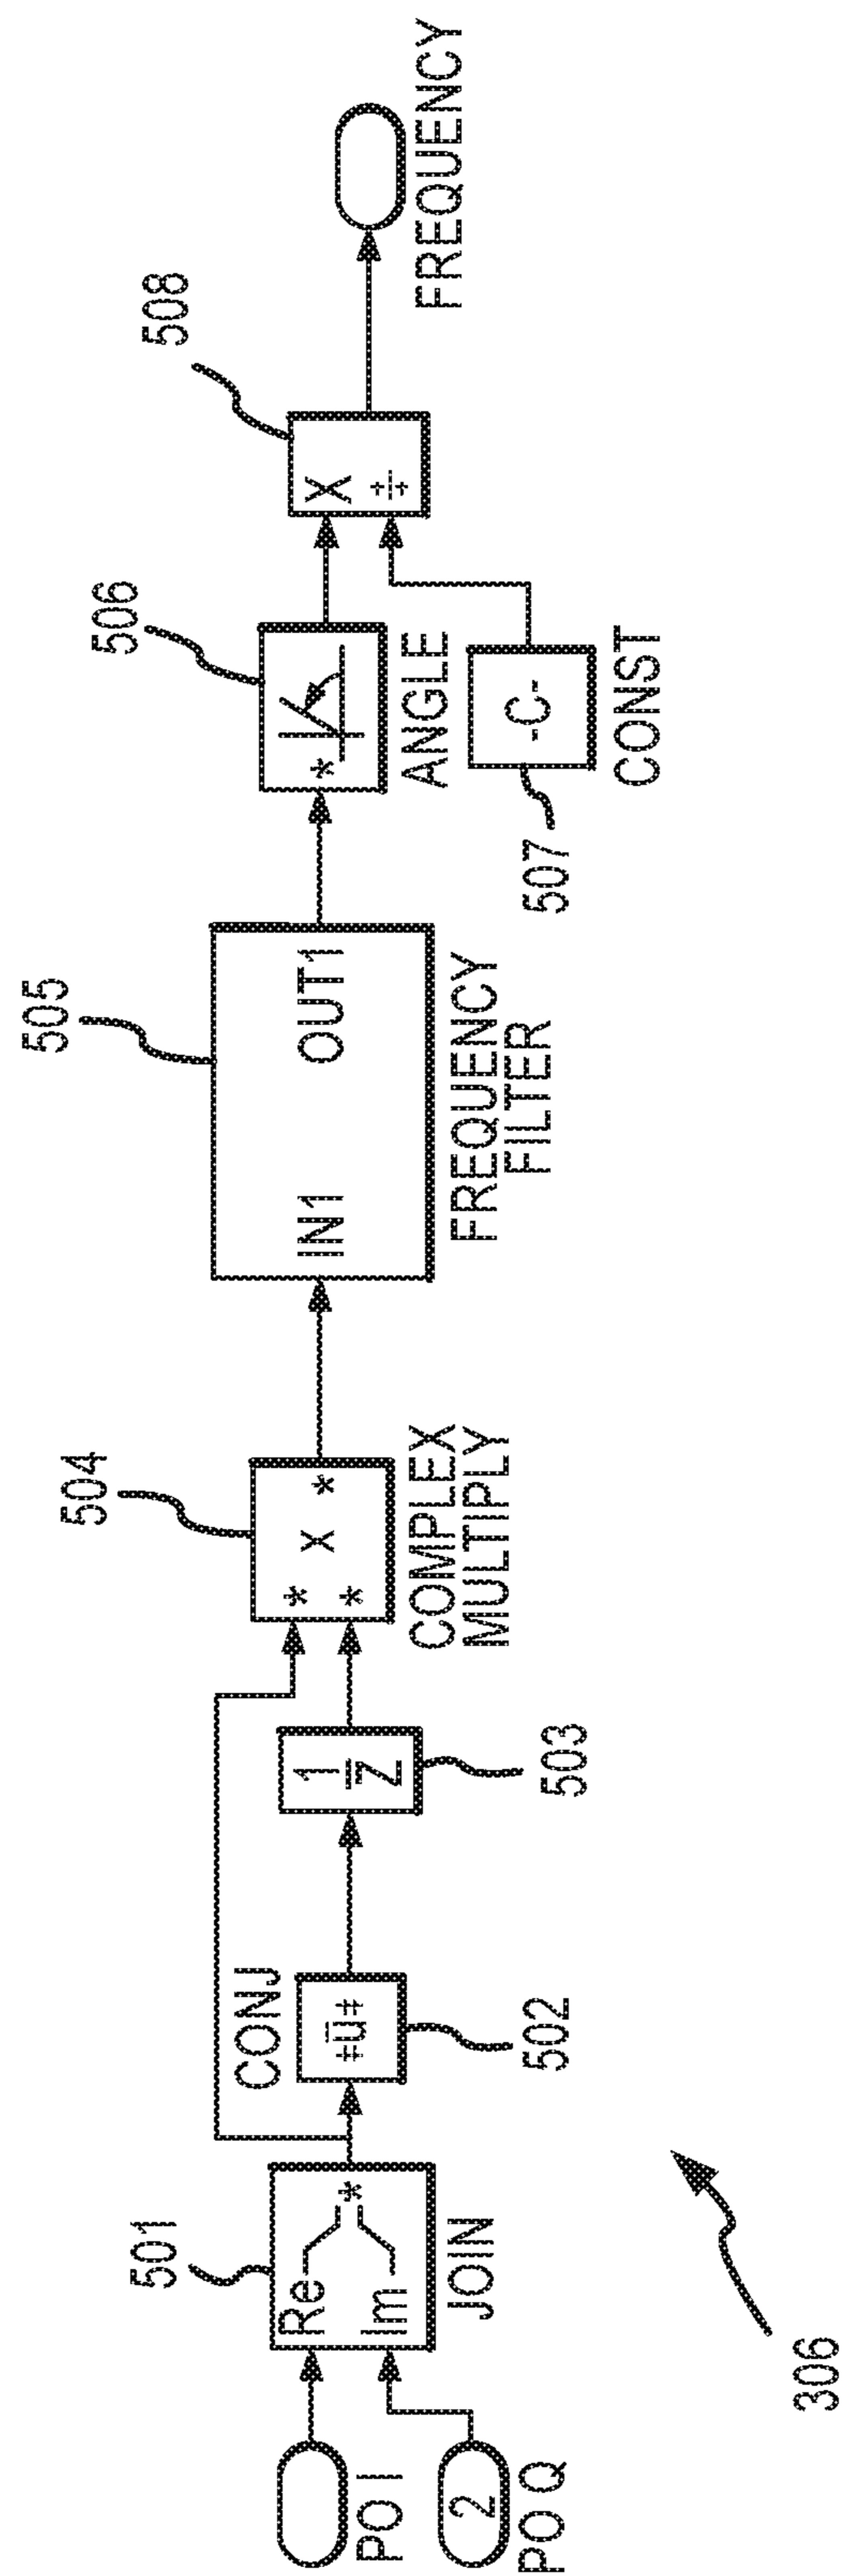 501
Re
Im
*
JOIN
PO I
2
PO Q
CONJ
ū
502
1
Z
503
504
*
X
*
*
COMPLEX
MULTIPLY
505
IN1
OUT1
FREQUENCY
FILTER
506
*
ANGLE
-C-
CONST
507
508
X
÷
FREQUENCY
306